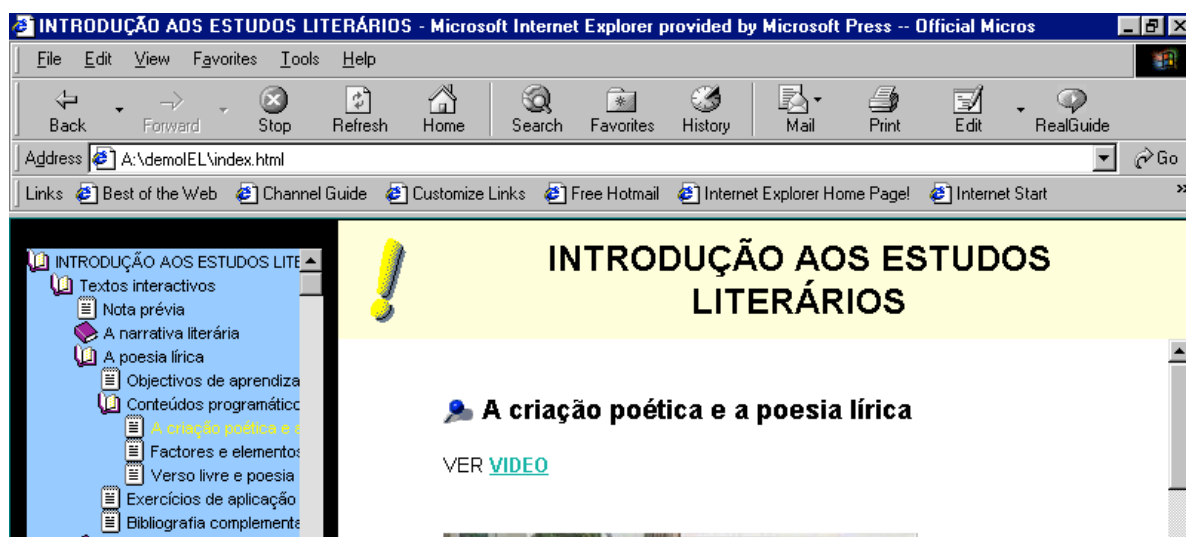 INTRODUÇÃO AOS ESTUDOS LITERÁRIOS - Microsoft Internet Explorer provided by Microsoft Press -- Official Micros
File Edit View Favorites Tools Help
Back Forward Stop Refresh Home Search Favorites History Mail Print Edit RealGuide
Address A:\demoIEL\index.html Go
Links Best of the Web Channel Guide Customize Links Free Hotmail Internet Explorer Home Page! Internet Start »
INTRODUÇÃO AOS ESTUDOS LITE
Textos interactivos
Nota prévia
A narrativa literária
A poesia lírica
Objectivos de aprendiza
Conteúdos programátic
A criação poética e a
Factores e elementos
Verso livre e poesia
Exercícios de aplicação
Bibliografia complementa
INTRODUÇÃO AOS ESTUDOS
LITERÁRIOS
A criação poética e a poesia lírica
VER VIDEO